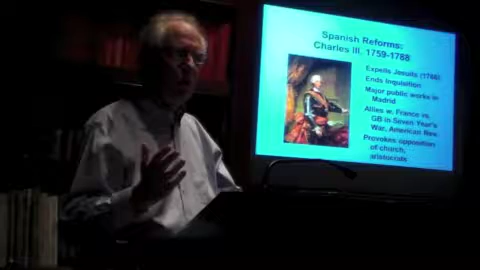 Spanish Reforms:
Charles III, 1759-1788
Expells Jesuits (1766)
Ends Inquisition
Major public works in
Madrid
Allies w. France vs.
GB in Seven Year's
War, American Rev.
Provokes opposition
of church,
aristocrats